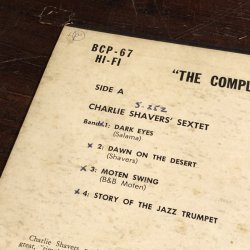 BCP-67
HI-FI
"THE COMPL
SIDE A
5-252
CHARLIE SHAVERS' SEXTET
Band 1: DARK EYES
(Salama)
2: DAWN ON THE DESERT
(Shavers)
3: MOTEN SWING
(B&B Moten)
4: STORY OF THE JAZZ TRUMPET
Charlie Shavers
great,